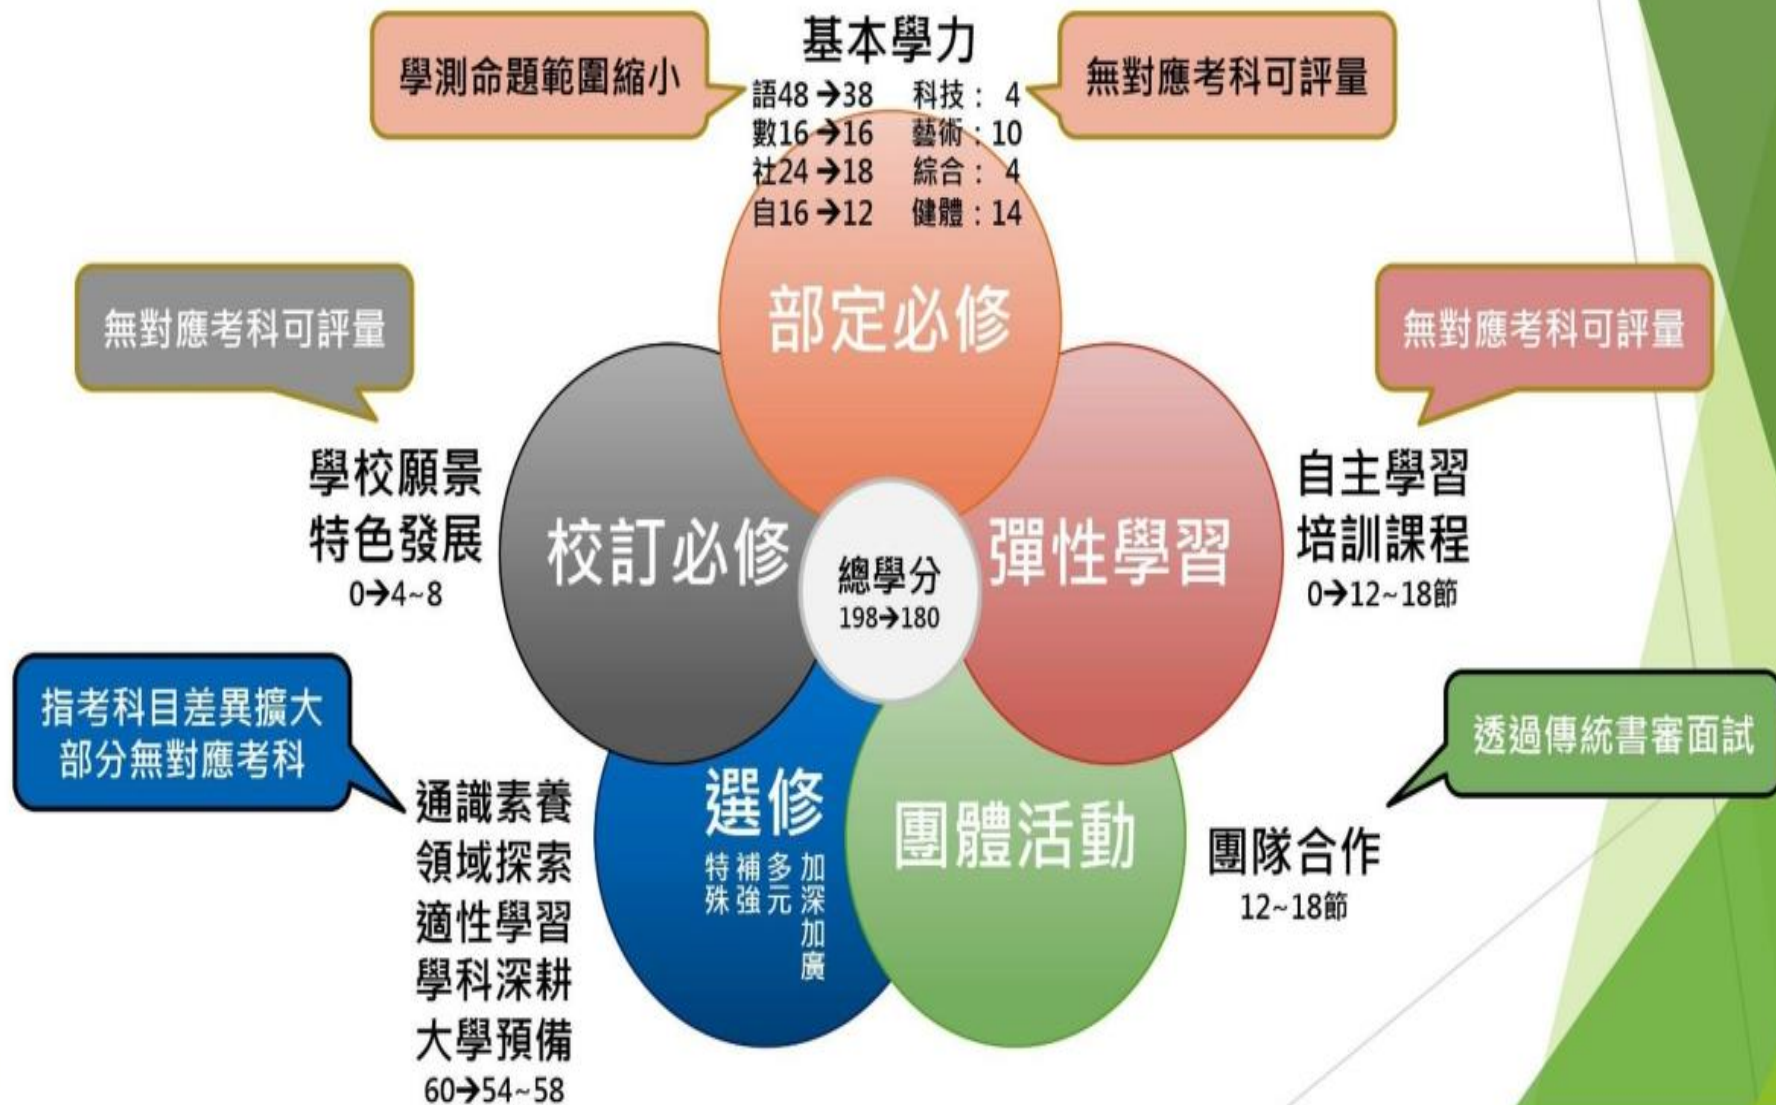 基本學力
學測命題範圍縮小
無對應考科可評量
語48→38 科技： 4
數16→16 藝術：10
社24→18 綜合： 4
自16→12 健體：14
部定必修
無對應考科可評量
無對應考科可評量
學校願景
特色發展
0→4~8
校訂必修
總學分
198→180
彈性學習
自主學習
培訓課程
0→12~18節
指考科目差異擴大
部分無對應考科
通識素養
領域探索
適性學習
學科深耕
大學預備
60→54~58
選修
加深加廣
多元
補強
特殊
團體活動
透過傳統書審面試
團隊合作
12~18節